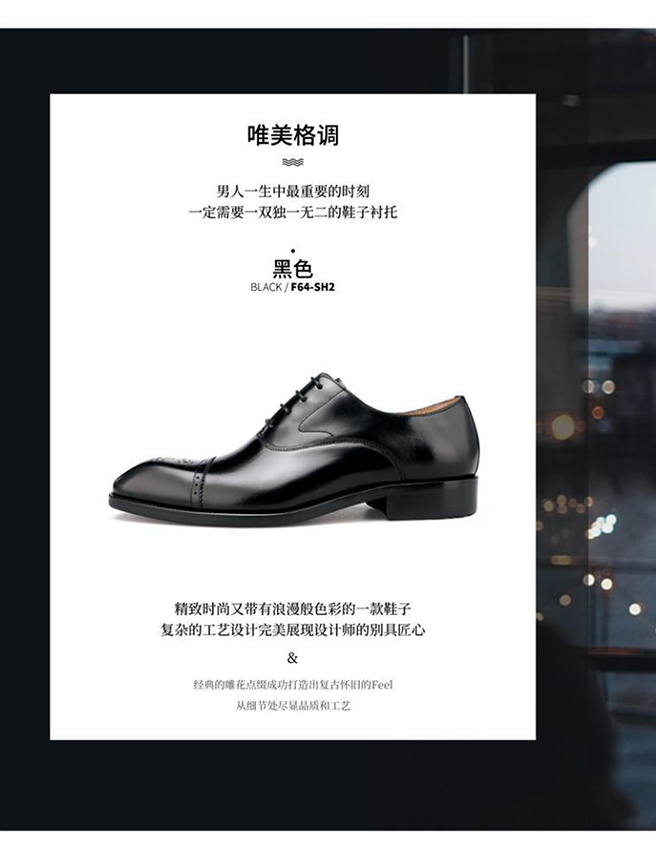 唯美格调
男人一生中最重要的时刻
一定需要一双独一无二的鞋子衬托
黑色
BLACK / F64-SH2
精致时尚又带有浪漫般色彩的一款鞋子
复杂的工艺设计完美展现设计师的别具匠心
&
经典的雕花点缀成功打造出复古怀旧的Feel
从细节处尽显品质和工艺